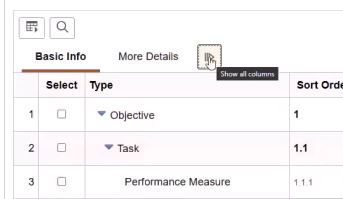 Basic Info More Details
Show all columns
Select Type Sort Orde
1 Objective 1
2 Task 1.1
3 Performance Measure 1.1.1